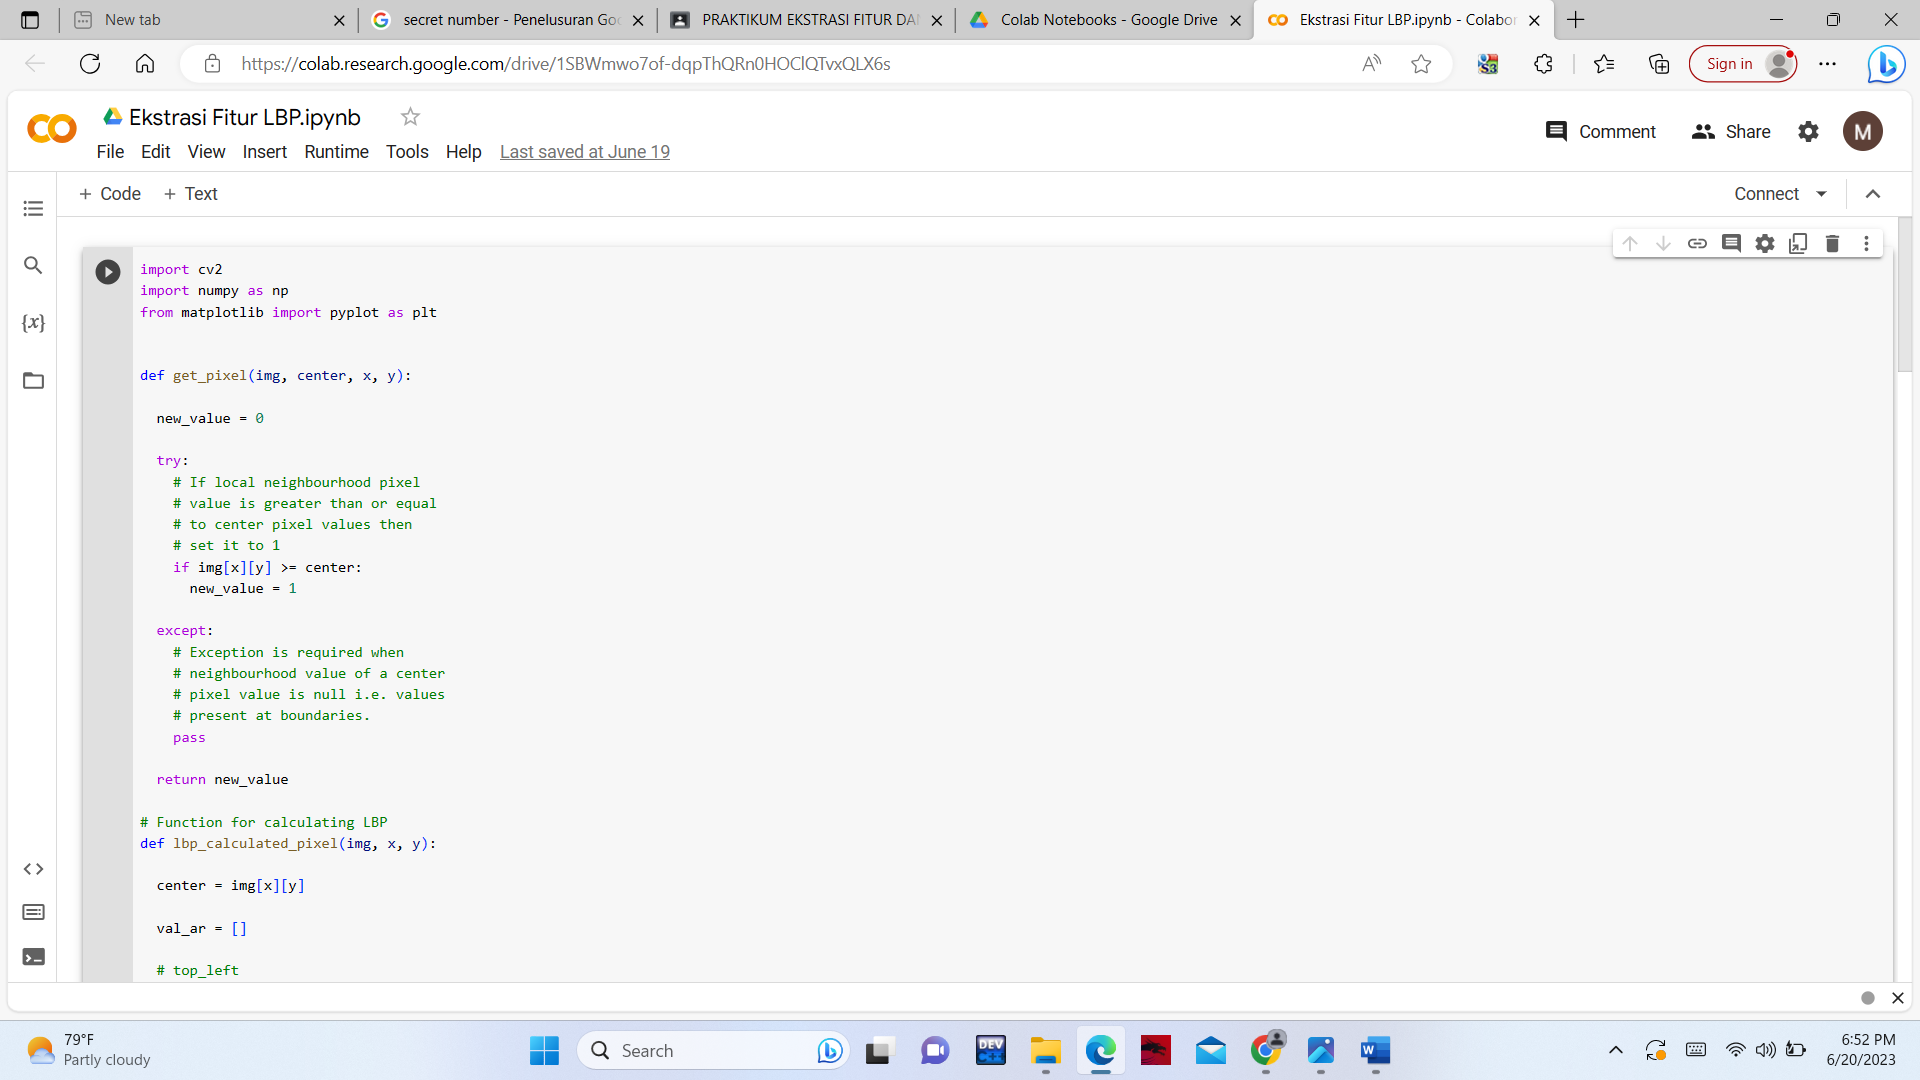 New tab
secret number - Penelusuran Go
PRAKTIKUM EKSTRASI FITUR DA
Colab Notebooks - Google Drive
Ekstrasi Fitur LBP.ipynb - Colabor
https://colab.research.google.com/drive/1SBWmwo7of-dqpThQRn0HOClQTvxQLX6s
Sign in
Ekstrasi Fitur LBP.ipynb
Comment
Share
M
File Edit View Insert Runtime Tools Help Last saved at June 19
+ Code + Text
Connect
{x}
import cv2
import numpy as np
from matplotlib import pyplot as plt
def get_pixel(img, center, x, y):
new_value = 0
try:
# If local neighbourhood pixel
# value is greater than or equal
# to center pixel values then
# set it to 1
if img[x][y] >= center:
new_value = 1
except:
# Exception is required when
# neighbourhood value of a center
# pixel value is null i.e. values
# present at boundaries.
pass
return new_value
# Function for calculating LBP
def lbp_calculated_pixel(img, x, y):
center = img[x][y]
val_ar = []
# top_left
79°F
Partly cloudy
Search
DEV
C++
W
6:52 PM
6/20/2023